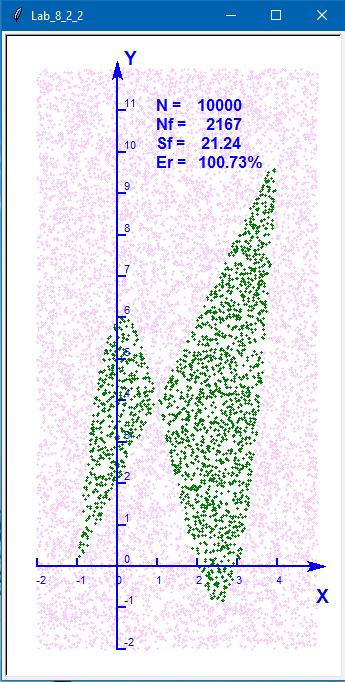 Lab_8_2_2
Y
N = 10000
Nf = 2167
Sf = 21.24
Er = 100.73%
11
10
9
8
7
6
5
4
3
2
1
0
-2 -1 0 1 2 3 4
X
-1
-2